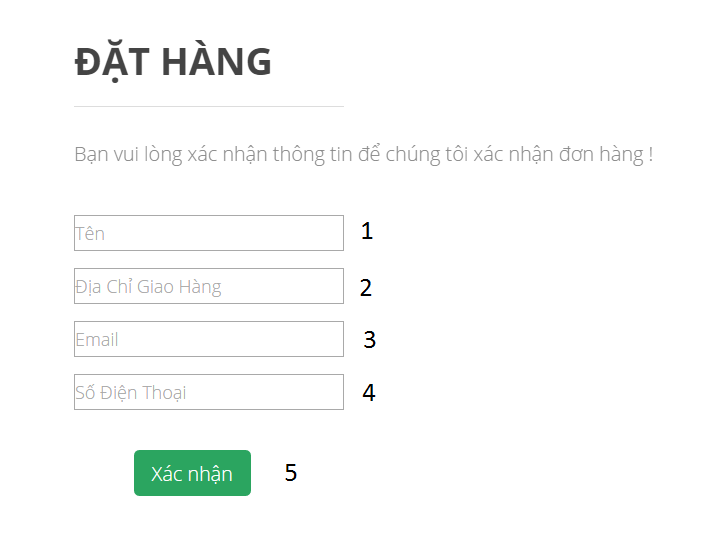 ĐẶT HÀNG
Bạn vui lòng xác nhận thông tin để chúng tôi xác nhận đơn hàng !
Tên 1
Địa Chỉ Giao Hàng 2
Email 3
Số Điện Thoại 4
Xác nhận 5